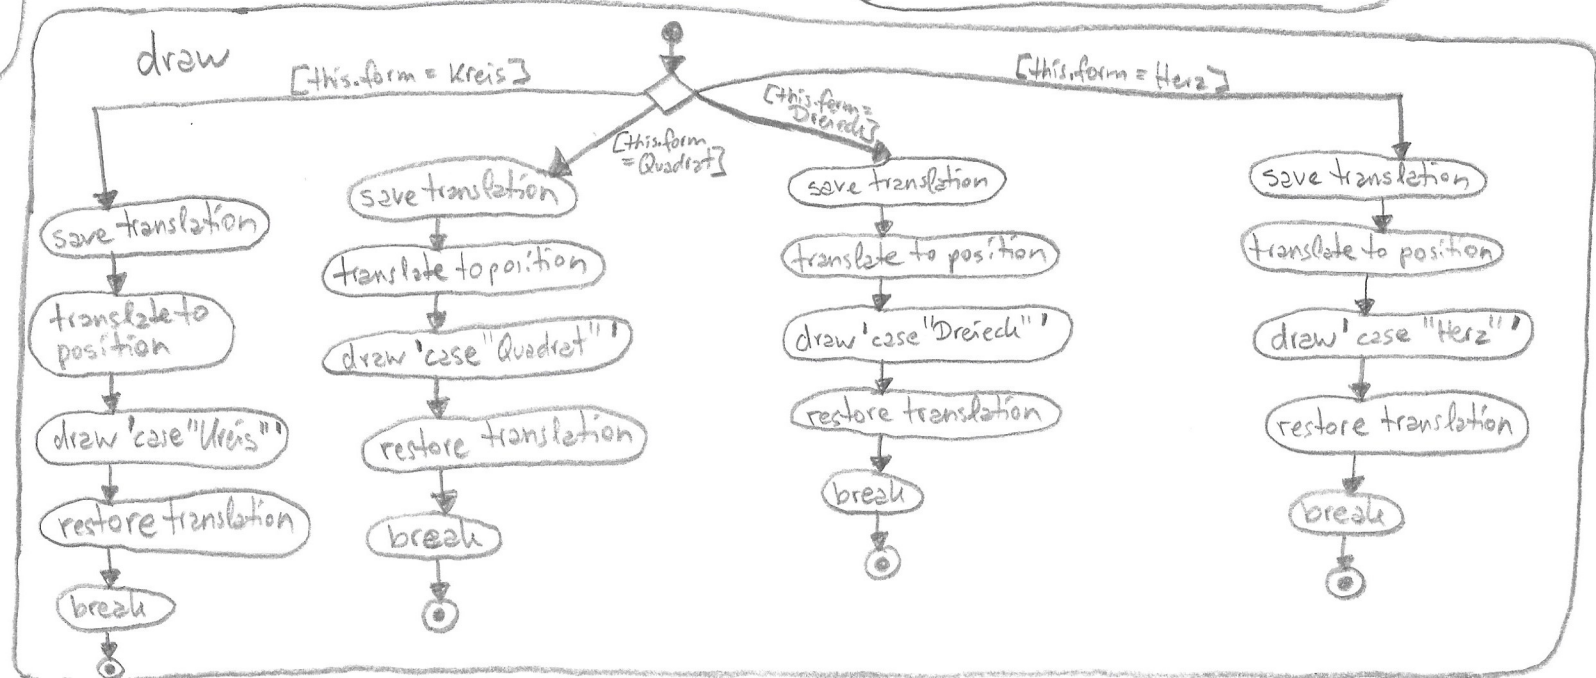 draw
[this.form = Kreis]
[this.form
= Quadrat]
[this.form =
Dreieck]
[this.form = Herz]
save translation
translate to
position
draw 'case "Kreis"'
restore translation
break
save translation
translate to position
draw 'case "Quadrat"'
restore translation
break
save translation
translate to position
draw 'case "Dreieck"'
restore translation
break
save translation
translate to position
draw 'case "Herz"'
restore translation
break